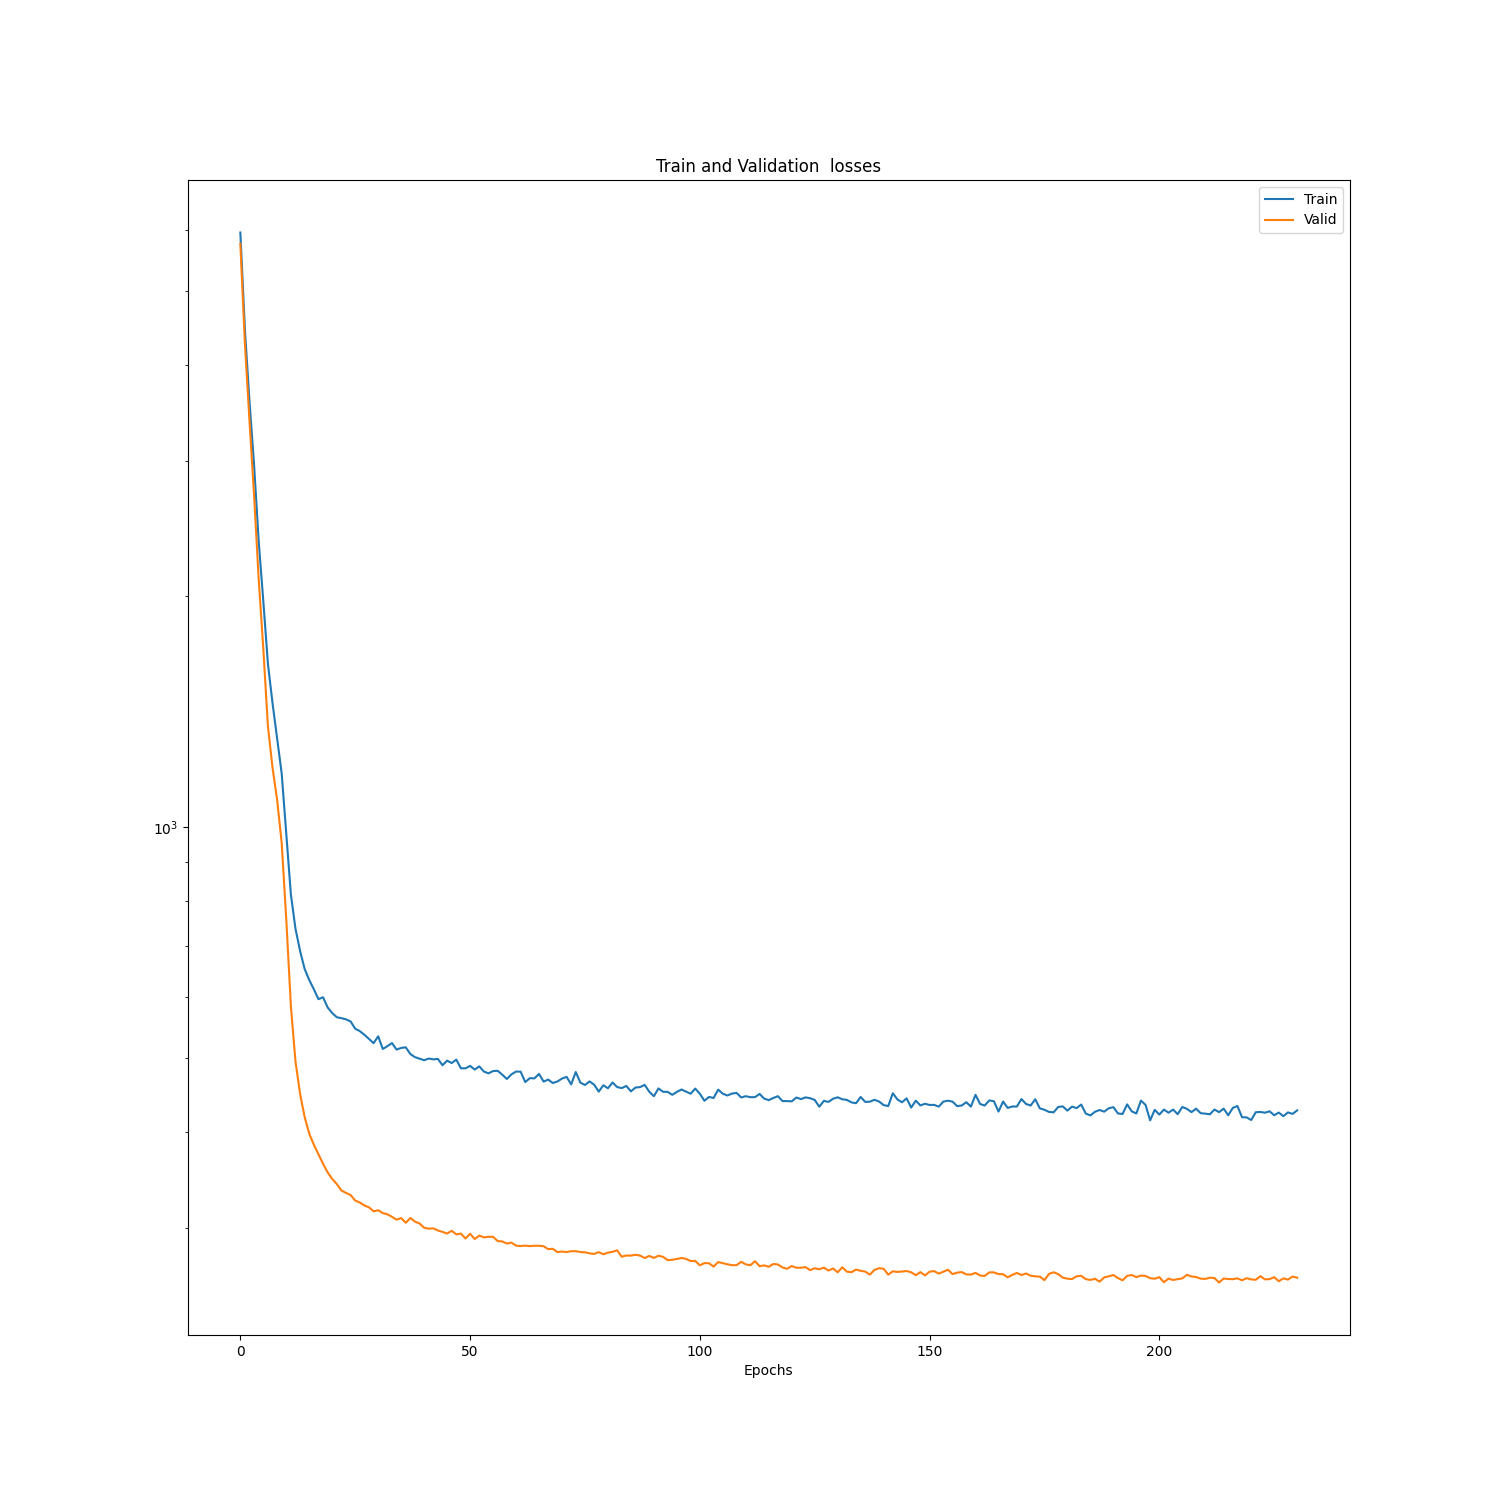 Train and Validation  losses
Train
Valid
10³
0 50 100 150 200
Epochs